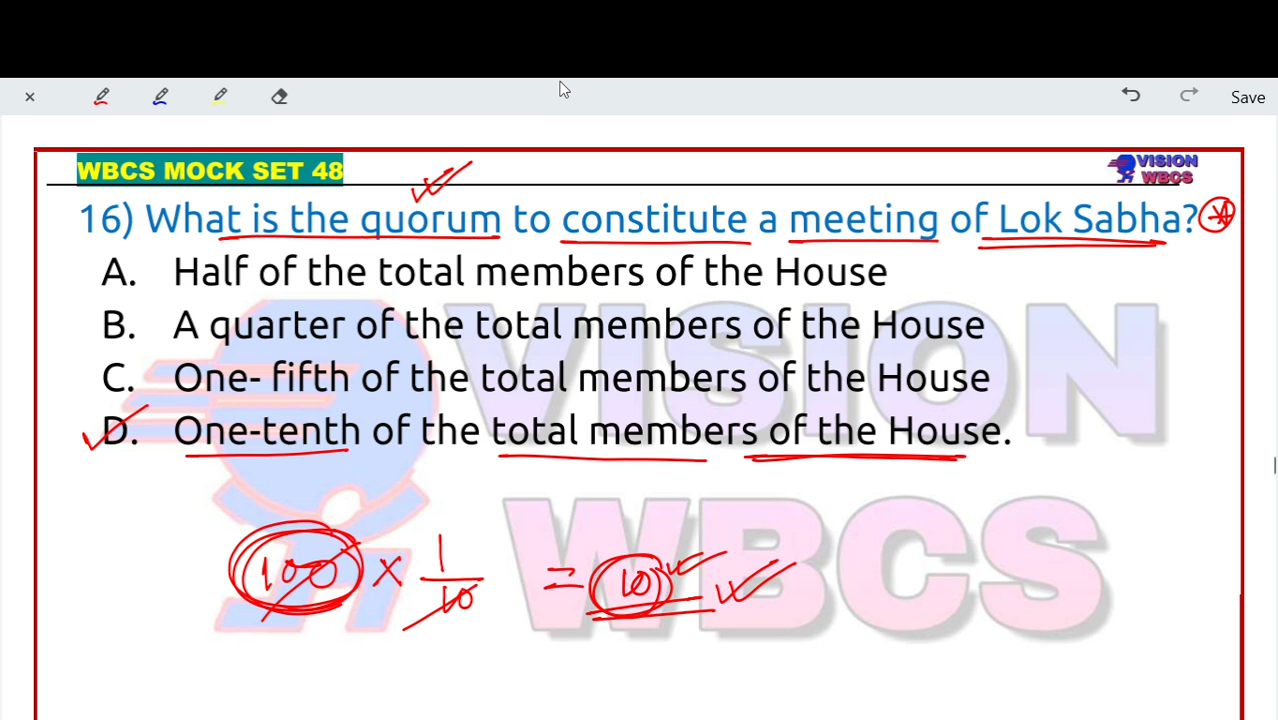 Save
WBCS MOCK SET 48
VISION
WBCS
16) What is the quorum to constitute a meeting of Lok Sabha?
A. Half of the total members of the House
B. A quarter of the total members of the House
C. One- fifth of the total members of the House
D. One-tenth of the total members of the House.
VISION
WBCS
100 × 1/10 = 10